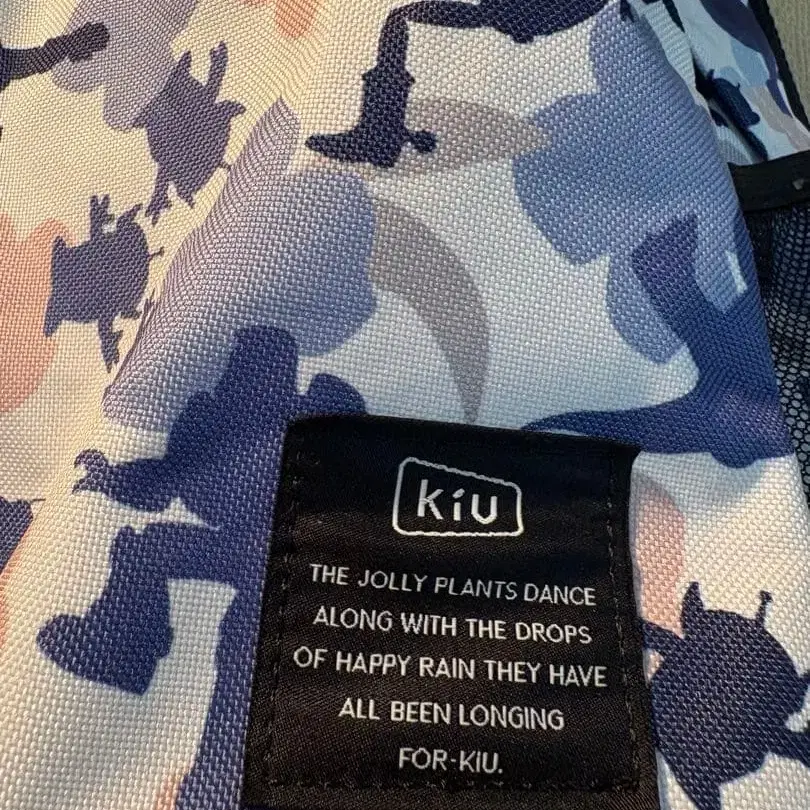 kiu
THE JOLLY PLANTS DANCE
ALONG WITH THE DROPS
OF HAPPY RAIN THEY HAVE
ALL BEEN LONGING
FOR-KiU.